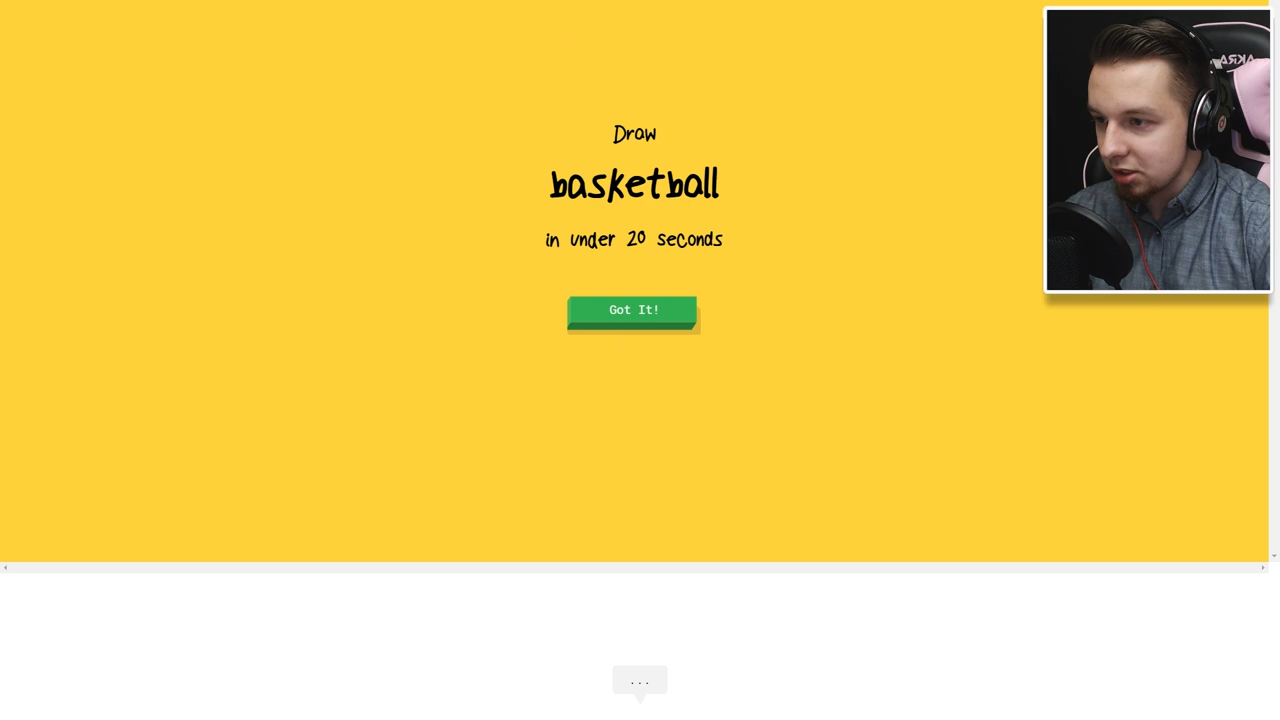 Draw
basketball
in under 20 seconds
Got It!
...